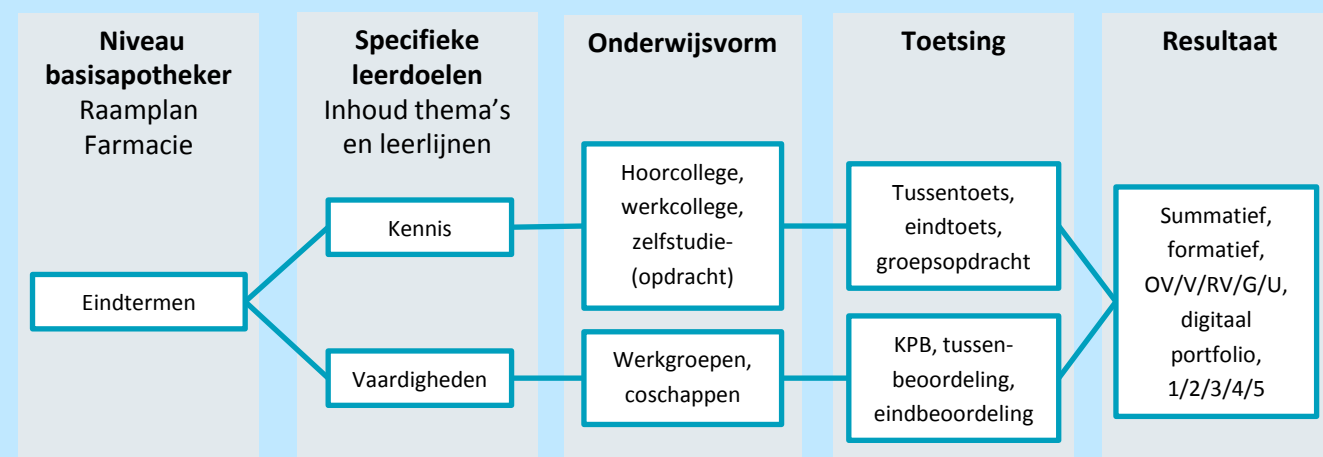 Niveau
basisapotheker
Raamplan
Farmacie
Eindtermen
Specifieke
leerdoelen
Inhoud thema's
en leerlijnen
Kennis
Vaardigheden
Onderwijsvorm
Hoorcollege,
werkcollege,
zelfstudie-
(opdracht)
Werkgroepen,
coschappen
Toetsing
Tussentoets,
eindtoets,
groepsopdracht
KPB, tussen-
beoordeling,
eindbeoordeling
Resultaat
Summatief,
formatief,
OV/V/RV/G/U,
digitaal
portfolio,
1/2/3/4/5